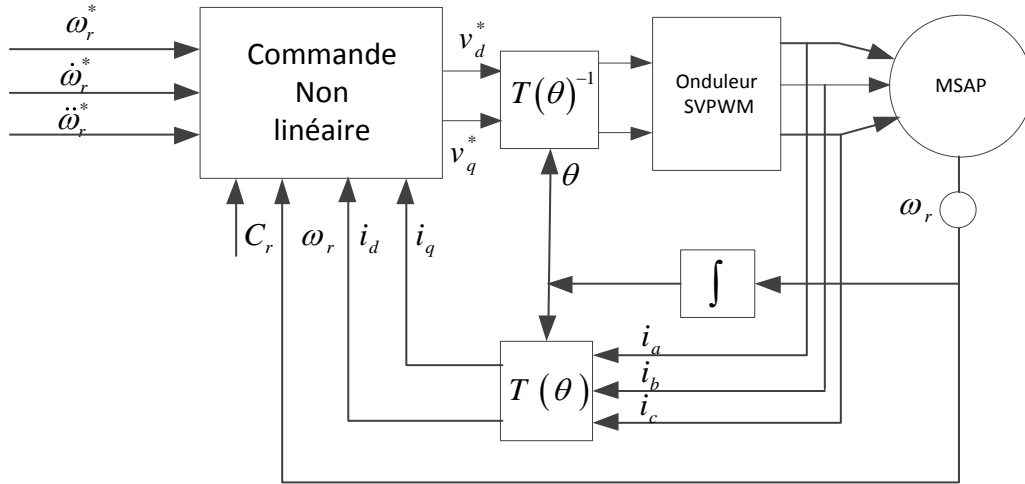 ω_r^*
ω̇_r^*
ω̈_r^*
Commande
Non
linéaire
v_d^*
v_q^*
T(θ)^{-1}
Onduleur
SVPWM
MSAP
θ
ω_r
C_r
ω_r
i_d
i_q
∫
T(θ)
i_a
i_b
i_c